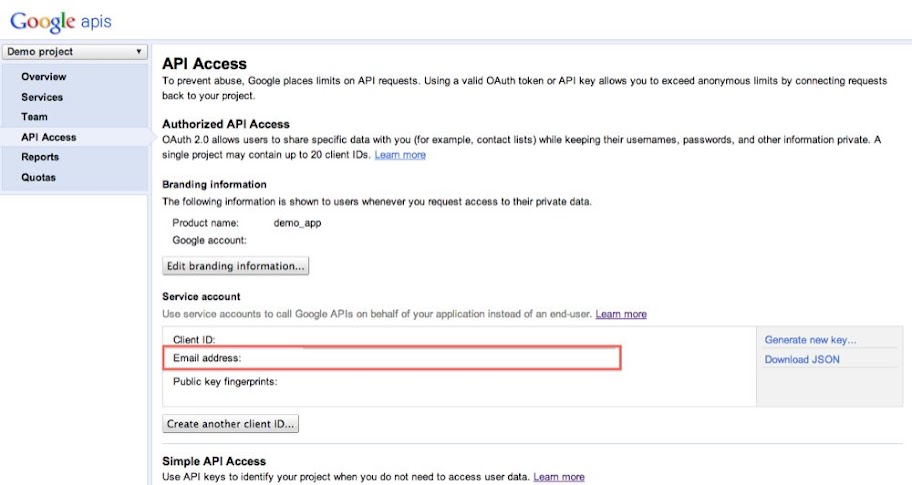 Google apis
Demo project
Overview
Services
Team
API Access
Reports
Quotas
API Access
To prevent abuse, Google places limits on API requests. Using a valid OAuth token or API key allows you to exceed anonymous limits by connecting requests
back to your project.
Authorized API Access
OAuth 2.0 allows users to share specific data with you (for example, contact lists) while keeping their usernames, passwords, and other information private. A
single project may contain up to 20 client IDs. Learn more
Branding information
The following information is shown to users whenever you request access to their private data.
Product name: demo_app
Google account:
Edit branding information...
Service account
Use service accounts to call Google APIs on behalf of your application instead of an end-user. Learn more
Client ID:
Email address:
Public key fingerprints:
Generate new key...
Download JSON
Create another client ID...
Simple API Access
Use API keys to identify your project when you do not need to access user data. Learn more